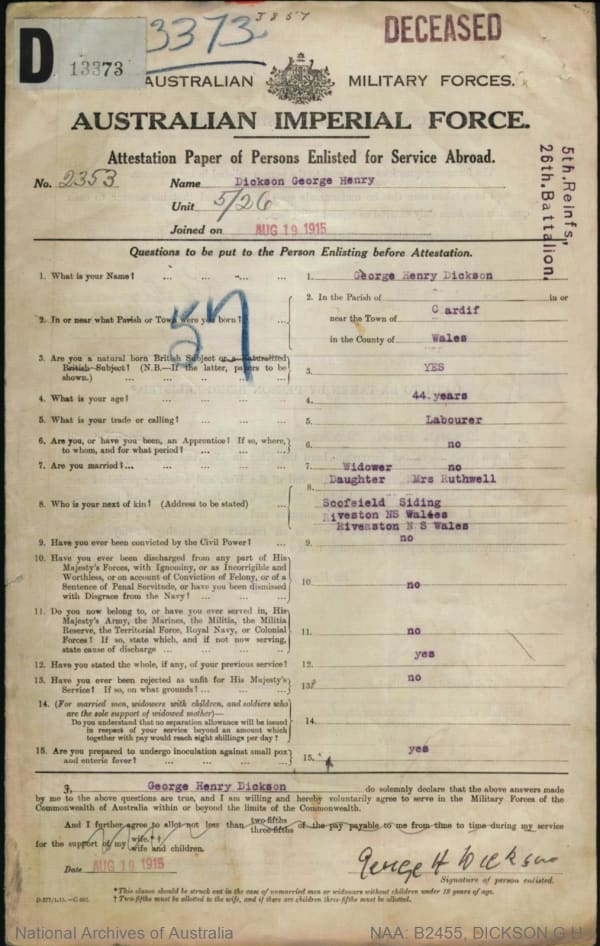 3857
3373
DECEASED
D 13373
AUSTRALIAN MILITARY FORCES.
AUSTRALIAN IMPERIAL FORCE.
Attestation Paper of Persons Enlisted for Service Abroad.
5th.Reinfs,
26th.Battalion.
No. 2353 Name Dickson George Henry
Unit 5/26
Joined on AUG 19 1915
Questions to be put to the Person Enlisting before Attestation.
1. What is your Name? ... ... ... ... 1. George Henry Dickson
2. In or near what Parish or Town were you born? ... 2. In the Parish of in or
near the Town of Cardif
in the County of Wales
57
3. Are you a natural born British Subject or a Naturalised
British Subject? (N.B.—If the latter, papers to be
shown.) ... ... ... ... 3. YES
4. What is your age? ... ... ... ... 4. 44 years
5. What is your trade or calling? ... ... ... 5. Labourer
6. Are you, or have you been, an Apprentice? If so, where,
to whom, and for what period? ... ... ... 6. no
7. Are you married? ... ... ... ... 7. Widower no
8. Who is your next of kin? (Address to be stated) ... 8. Daughter Mrs Ruthwell
Scofeield Siding
Riveston NS Wales
Riveaston N S Wales
9. Have you ever been convicted by the Civil Power? ... 9. no
10. Have you ever been discharged from any part of His
Majesty's Forces, with Ignominy, or as Incorrigible and
Worthless, or on account of Conviction of Felony, or of a
Sentence of Penal Servitude, or have you been dismissed
with Disgrace from the Navy? ... ... ... 10. no
11. Do you now belong to, or have you ever served in, His
Majesty's Army, the Marines, the Militia, the Militia
Reserve, the Territorial Force, Royal Navy, or Colonial
Forces? If so, state which, and if not now serving,
state cause of discharge ... ... ... ... 11. no
12. Have you stated the whole, if any, of your previous service? 12. yes
13. Have you ever been rejected as unfit for His Majesty's
Service? If so, on what grounds? ... ... ... 13. no
14. (For married men, widowers with children, and soldiers who
are the sole support of widowed mother)—
Do you understand that no separation allowance will be issued
in respect of your service beyond an amount which
together with pay would reach eight shillings per day? 14.
15. Are you prepared to undergo inoculation against small pox
and enteric fever? ... ... ... ... 15. yes
I, George Henry Dickson do solemnly declare that the above answers made
by me to the above questions are true, and I am willing and hereby voluntarily agree to serve in the Military Forces of the
Commonwealth of Australia within or beyond the limits of the Commonwealth.
And I further agree to allot not less than two-fifths three-fifths of the pay payable to me from time to time during my service
for the support of my wife.*† wife and children.
Date AUG 19 1915
George H Dickson
Signature of person enlisted.
*This clause should be struck out in the case of unmarried men or widowers without children under 18 years of age.
† Two-fifths must be allotted to the wife, and if there are children three-fifths must be allotted.
National Archives of Australia
NAA: B2455, DICKSON G U